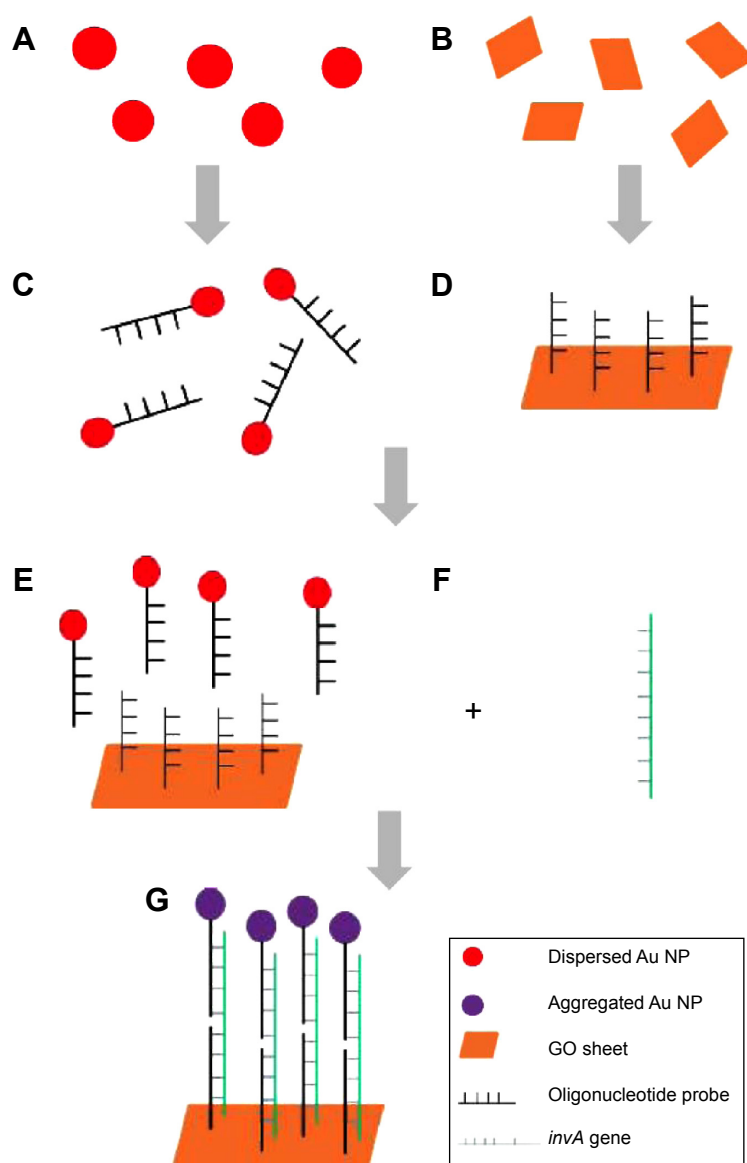 A
B
C
D
E
F
+
G
Dispersed Au NP
Aggregated Au NP
GO sheet
Oligonucleotide probe
invA gene